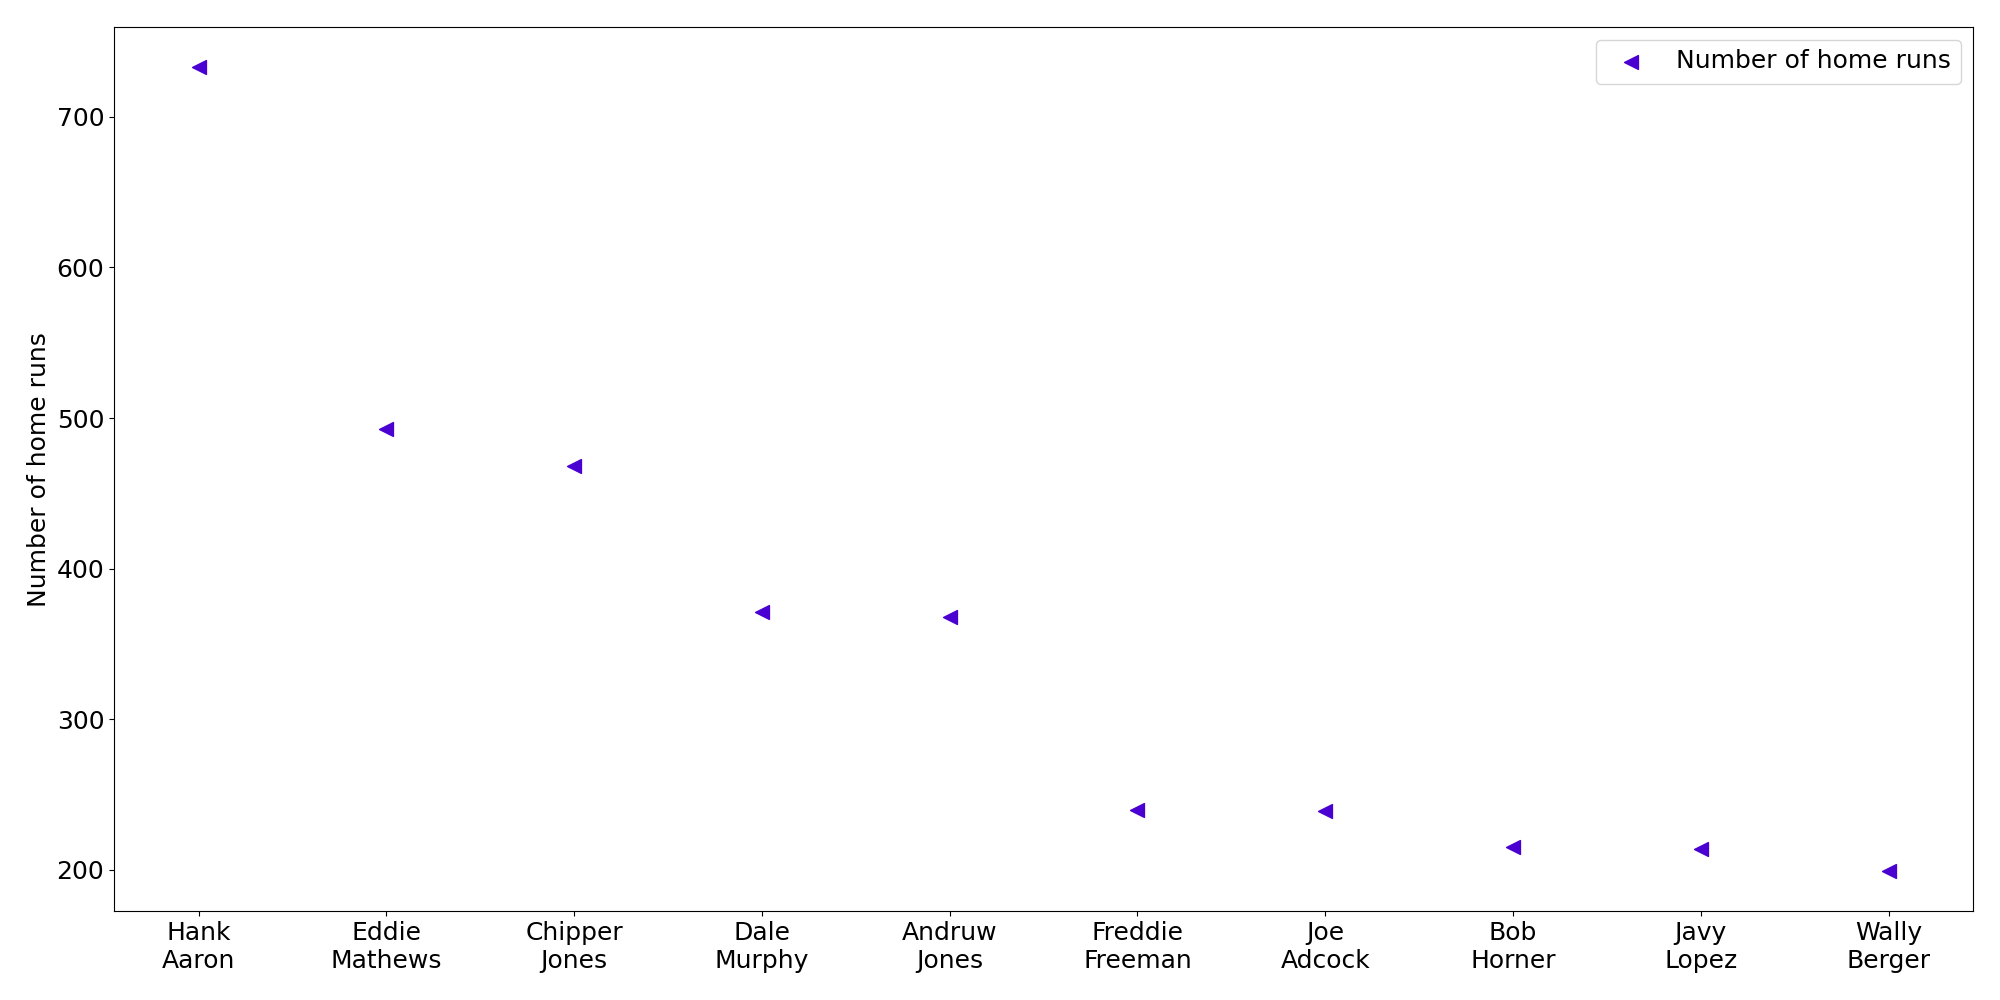 Number of home runs
700
600
500
400
300
200
Number of home runs
Hank Aaron
Eddie Mathews
Chipper Jones
Dale Murphy
Andruw Jones
Freddie Freeman
Joe Adcock
Bob Horner
Javy Lopez
Wally Berger